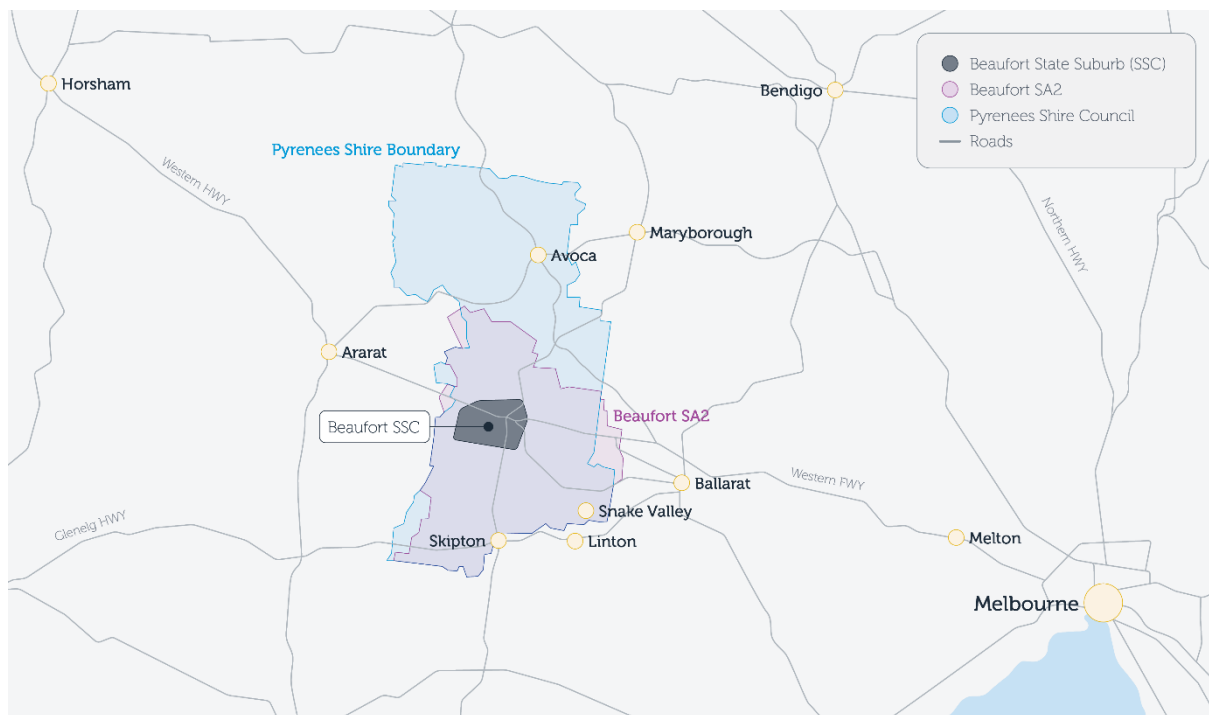 Horsham
Bendigo
Beaufort State Suburb (SSC)
Beaufort SA2
Pyrenees Shire Council
Roads
Pyrenees Shire Boundary
Western HWY
Northern HWY
Maryborough
Avoca
Ararat
Beaufort SSC
Beaufort SA2
Ballarat
Western FWY
Snake Valley
Glenelg HWY
Skipton
Linton
Melton
Melbourne